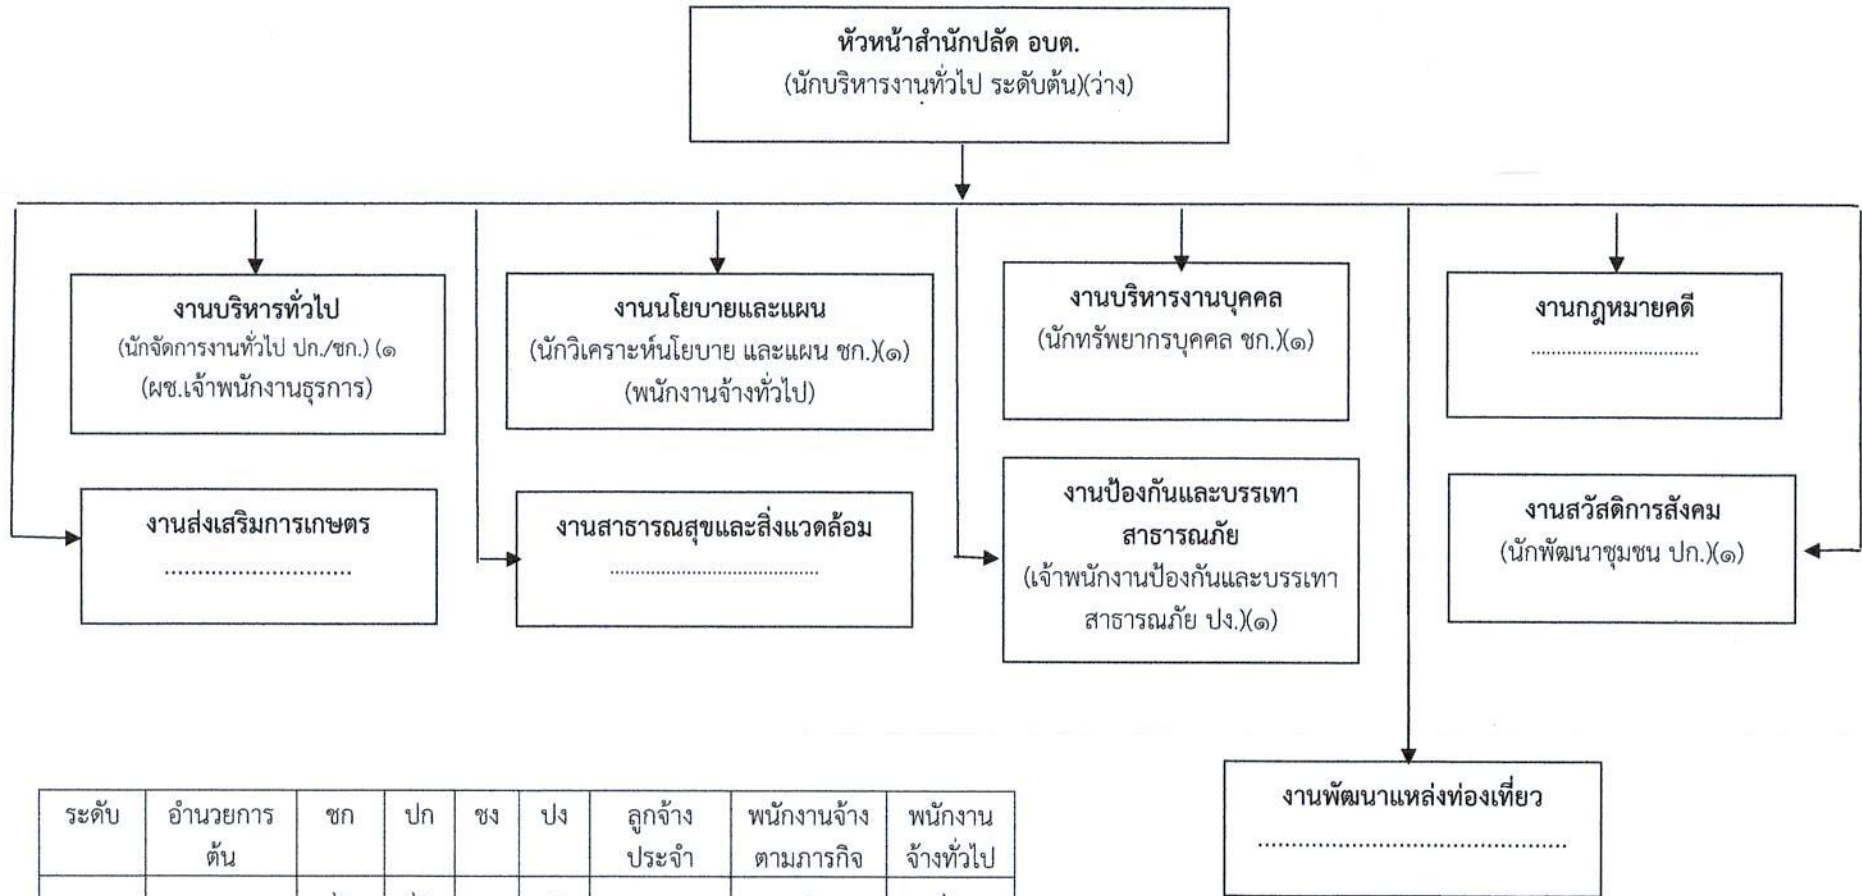 หัวหน้าสำนักปลัด อบต.
(นักบริหารงานทั่วไป ระดับต้น)(ว่าง)
งานบริหารทั่วไป
(นักจัดการงานทั่วไป ปก./ชก.) (๑
(ผช.เจ้าพนักงานธุรการ)
งานนโยบายและแผน
(นักวิเคราะห์นโยบาย และแผน ชก.)(๑)
(พนักงานจ้างทั่วไป)
งานบริหารงานบุคคล
(นักทรัพยากรบุคคล ชก.)(๑)
งานกฎหมายคดี
..............................
งานส่งเสริมการเกษตร
..........................
งานสาธารณสุขและสิ่งแวดล้อม
......................................
งานป้องกันและบรรเทา
สาธารณภัย
(เจ้าพนักงานป้องกันและบรรเทา
สาธารณภัย ปง.)(๑)
งานสวัสดิการสังคม
(นักพัฒนาชุมชน ปก.)(๑)
งานพัฒนาแหล่งท่องเที่ยว
...........................................
ระดับ อำนวยการ ชก ปก ชง ปง ลูกจ้าง พนักงานจ้าง พนักงาน
ต้น ประจำ ตามภารกิจ จ้างทั่วไป